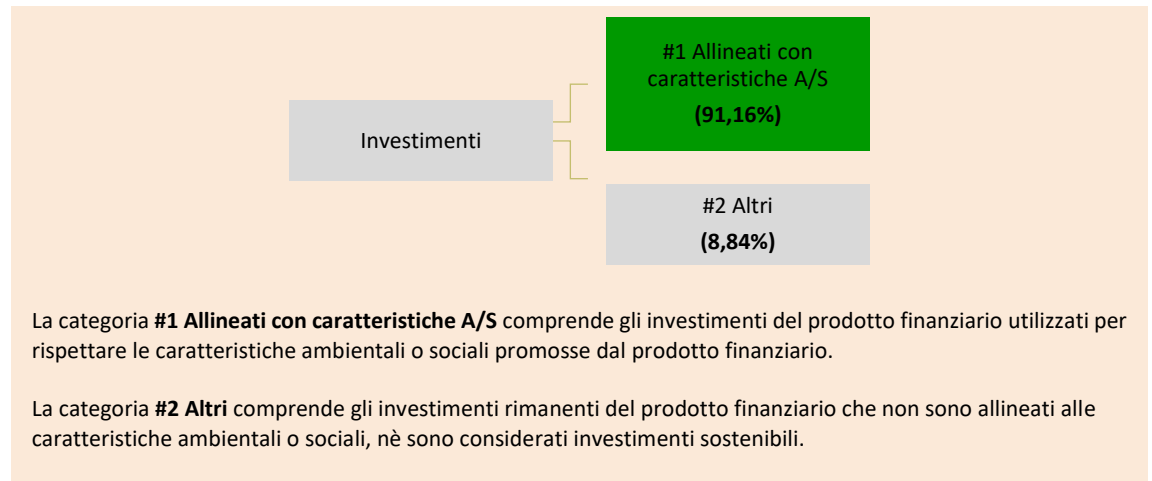 #1 Allineati con
caratteristiche A/S
(91,16%)
Investimenti
#2 Altri
(8,84%)
La categoria #1 Allineati con caratteristiche A/S comprende gli investimenti del prodotto finanziario utilizzati per
rispettare le caratteristiche ambientali o sociali promosse dal prodotto finanziario.
La categoria #2 Altri comprende gli investimenti rimanenti del prodotto finanziario che non sono allineati alle
caratteristiche ambientali o sociali, nè sono considerati investimenti sostenibili.